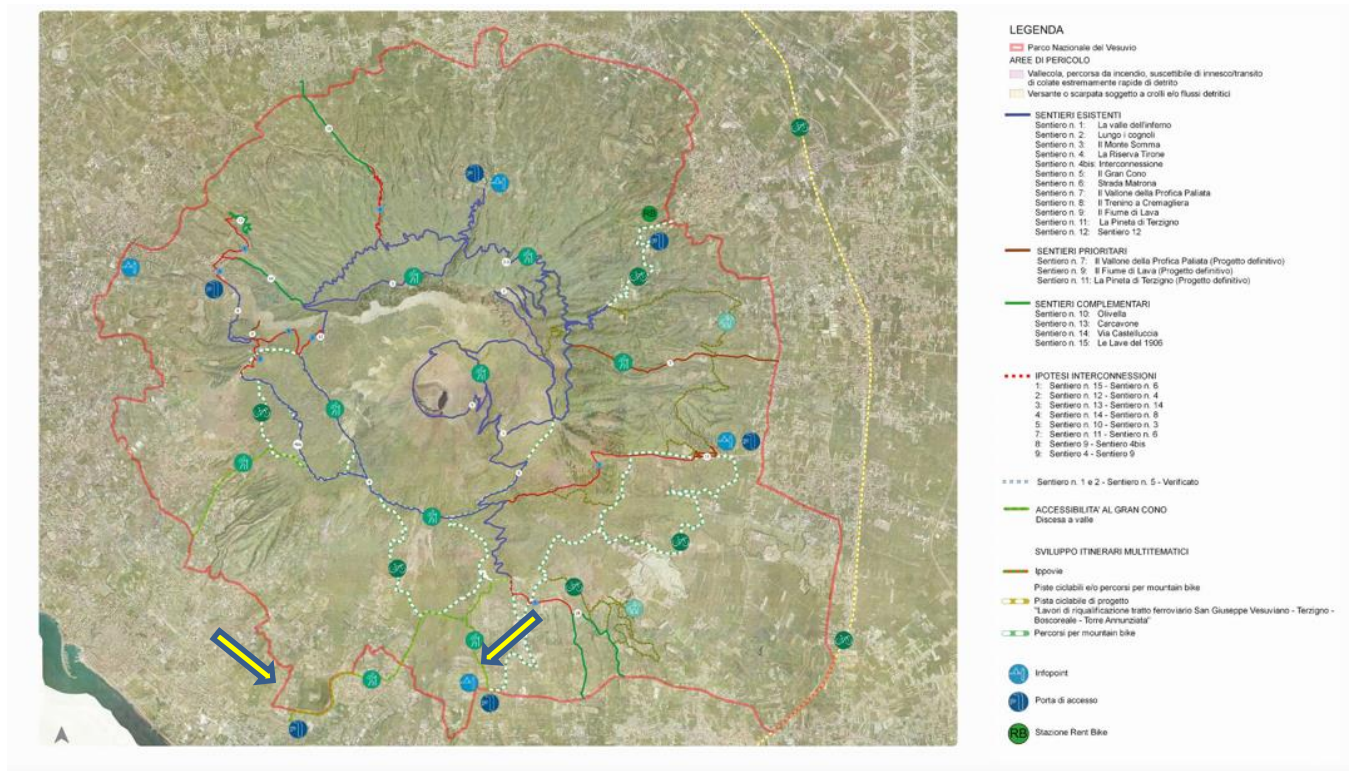 LEGENDA
Parco Nazionale del Vesuvio
AREE DI PERICOLO
Vallecola, percorsa da incendio, suscettibile di innesco/transito
di colate estremamente rapide di detrito
Versante o scarpata soggetto a crolli e/o flussi detritici
SENTIERI ESISTENTI
Sentiero n. 1: La valle dell'inferno
Sentiero n. 2: Lungo i cognoli
Sentiero n. 3: Il Monte Somma
Sentiero n. 4: La Riserva Tirone
Sentiero n. 4bis: Interconnessione
Sentiero n. 5: Il Gran Cono
Sentiero n. 6: Strada Matrona
Sentiero n. 7: Il Vallone della Profica Paliata
Sentiero n. 8: Il Trenino a Cremagliera
Sentiero n. 9: Il Fiume di Lava
Sentiero n. 11: La Pineta di Terzigno
Sentiero n. 12: Sentiero 12
SENTIERI PRIORITARI
Sentiero n. 7: Il Vallone della Profica Paliata (Progetto definitivo)
Sentiero n. 9: Il Fiume di Lava (Progetto definitivo)
Sentiero n. 11: La Pineta di Terzigno (Progetto definitivo)
SENTIERI COMPLEMENTARI
Sentiero n. 10: Olivella
Sentiero n. 13: Carcavone
Sentiero n. 14: Via Castelluccia
Sentiero n. 15: Le Lave del 1906
IPOTESI INTERCONNESSIONI
1: Sentiero n. 15 - Sentiero n. 6
2: Sentiero n. 12 - Sentiero n. 4
3: Sentiero n. 13 - Sentiero n. 14
4: Sentiero n. 14 - Sentiero n. 8
5: Sentiero n. 10 - Sentiero n. 3
7: Sentiero n. 11 - Sentiero n. 6
8: Sentiero 9 - Sentiero 4bis
9: Sentiero 4 - Sentiero 9
Sentiero n. 1 e 2 - Sentiero n. 5 - Verificato
ACCESSIBILITA' AL GRAN CONO
Discesa a valle
SVILUPPO ITINERARI MULTITEMATICI
Ippovie
Piste ciclabili e/o percorsi per mountain bike
Pista ciclabile di progetto
"Lavori di riqualificazione tratto ferroviario San Giuseppe Vesuviano - Terzigno -
Boscoreale - Torre Annunziata"
Percorsi per mountain bike
Infopoint
Porta di accesso
RB Stazione Rent Bike
RB